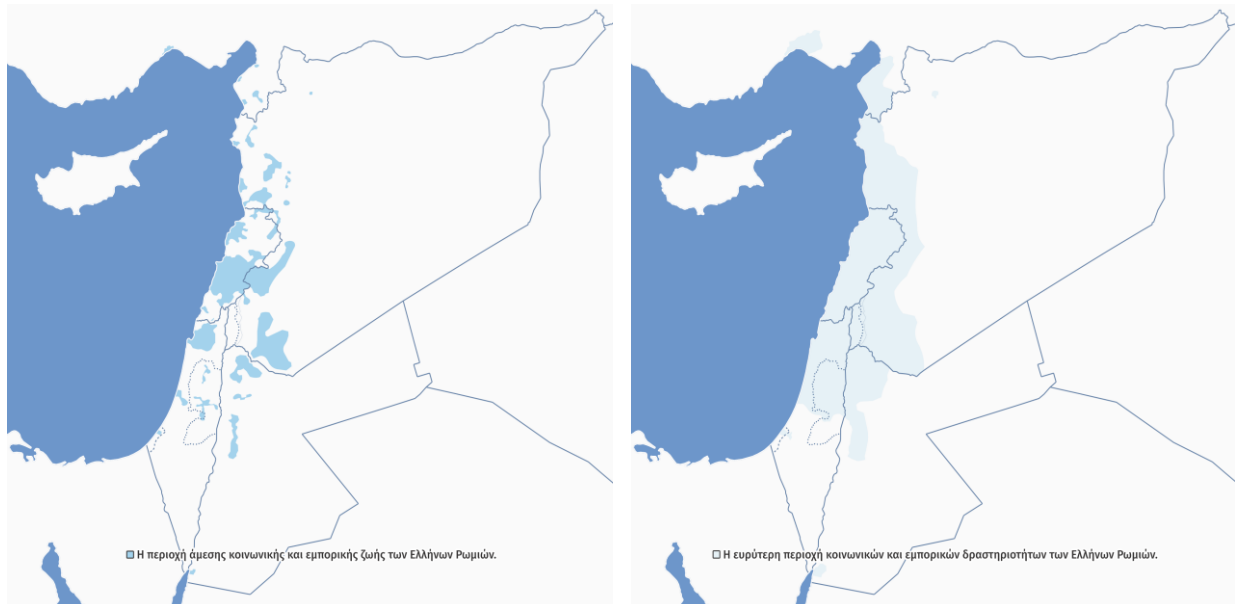 Η περιοχή άμεσης κοινωνικής και εμπορικής ζωής των Ελλήνων Ρωμιών.
Η ευρύτερη περιοχή κοινωνικών και εμπορικών δραστηριοτήτων των Ελλήνων Ρωμιών.